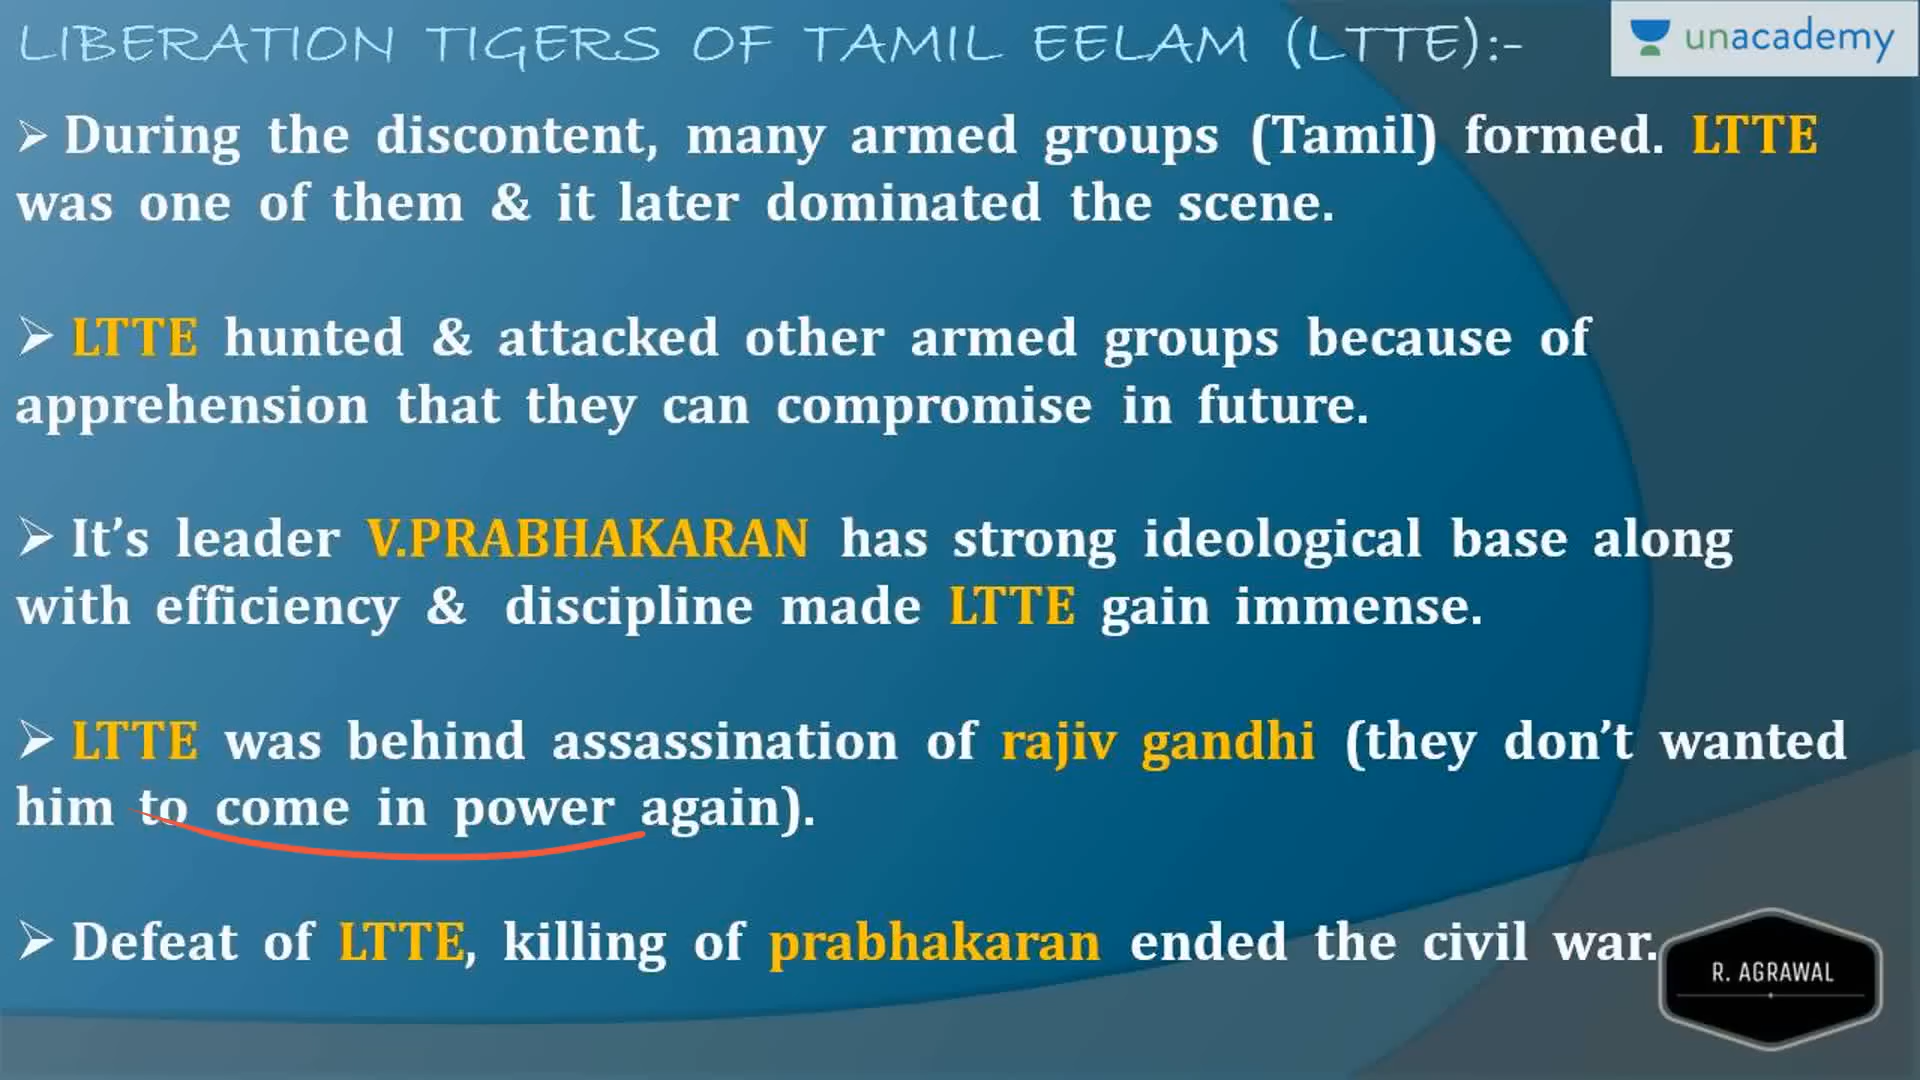 LIBERATION TIGERS OF TAMIL EELAM (LTTE):-
unacademy
➢ During the discontent, many armed groups (Tamil) formed. LTTE
was one of them & it later dominated the scene.
➢ LTTE hunted & attacked other armed groups because of
apprehension that they can compromise in future.
➢ It's leader V.PRABHAKARAN has strong ideological base along
with efficiency & discipline made LTTE gain immense.
➢ LTTE was behind assassination of rajiv gandhi (they don't wanted
him to come in power again).
➢ Defeat of LTTE, killing of prabhakaran ended the civil war.
R. AGRAWAL